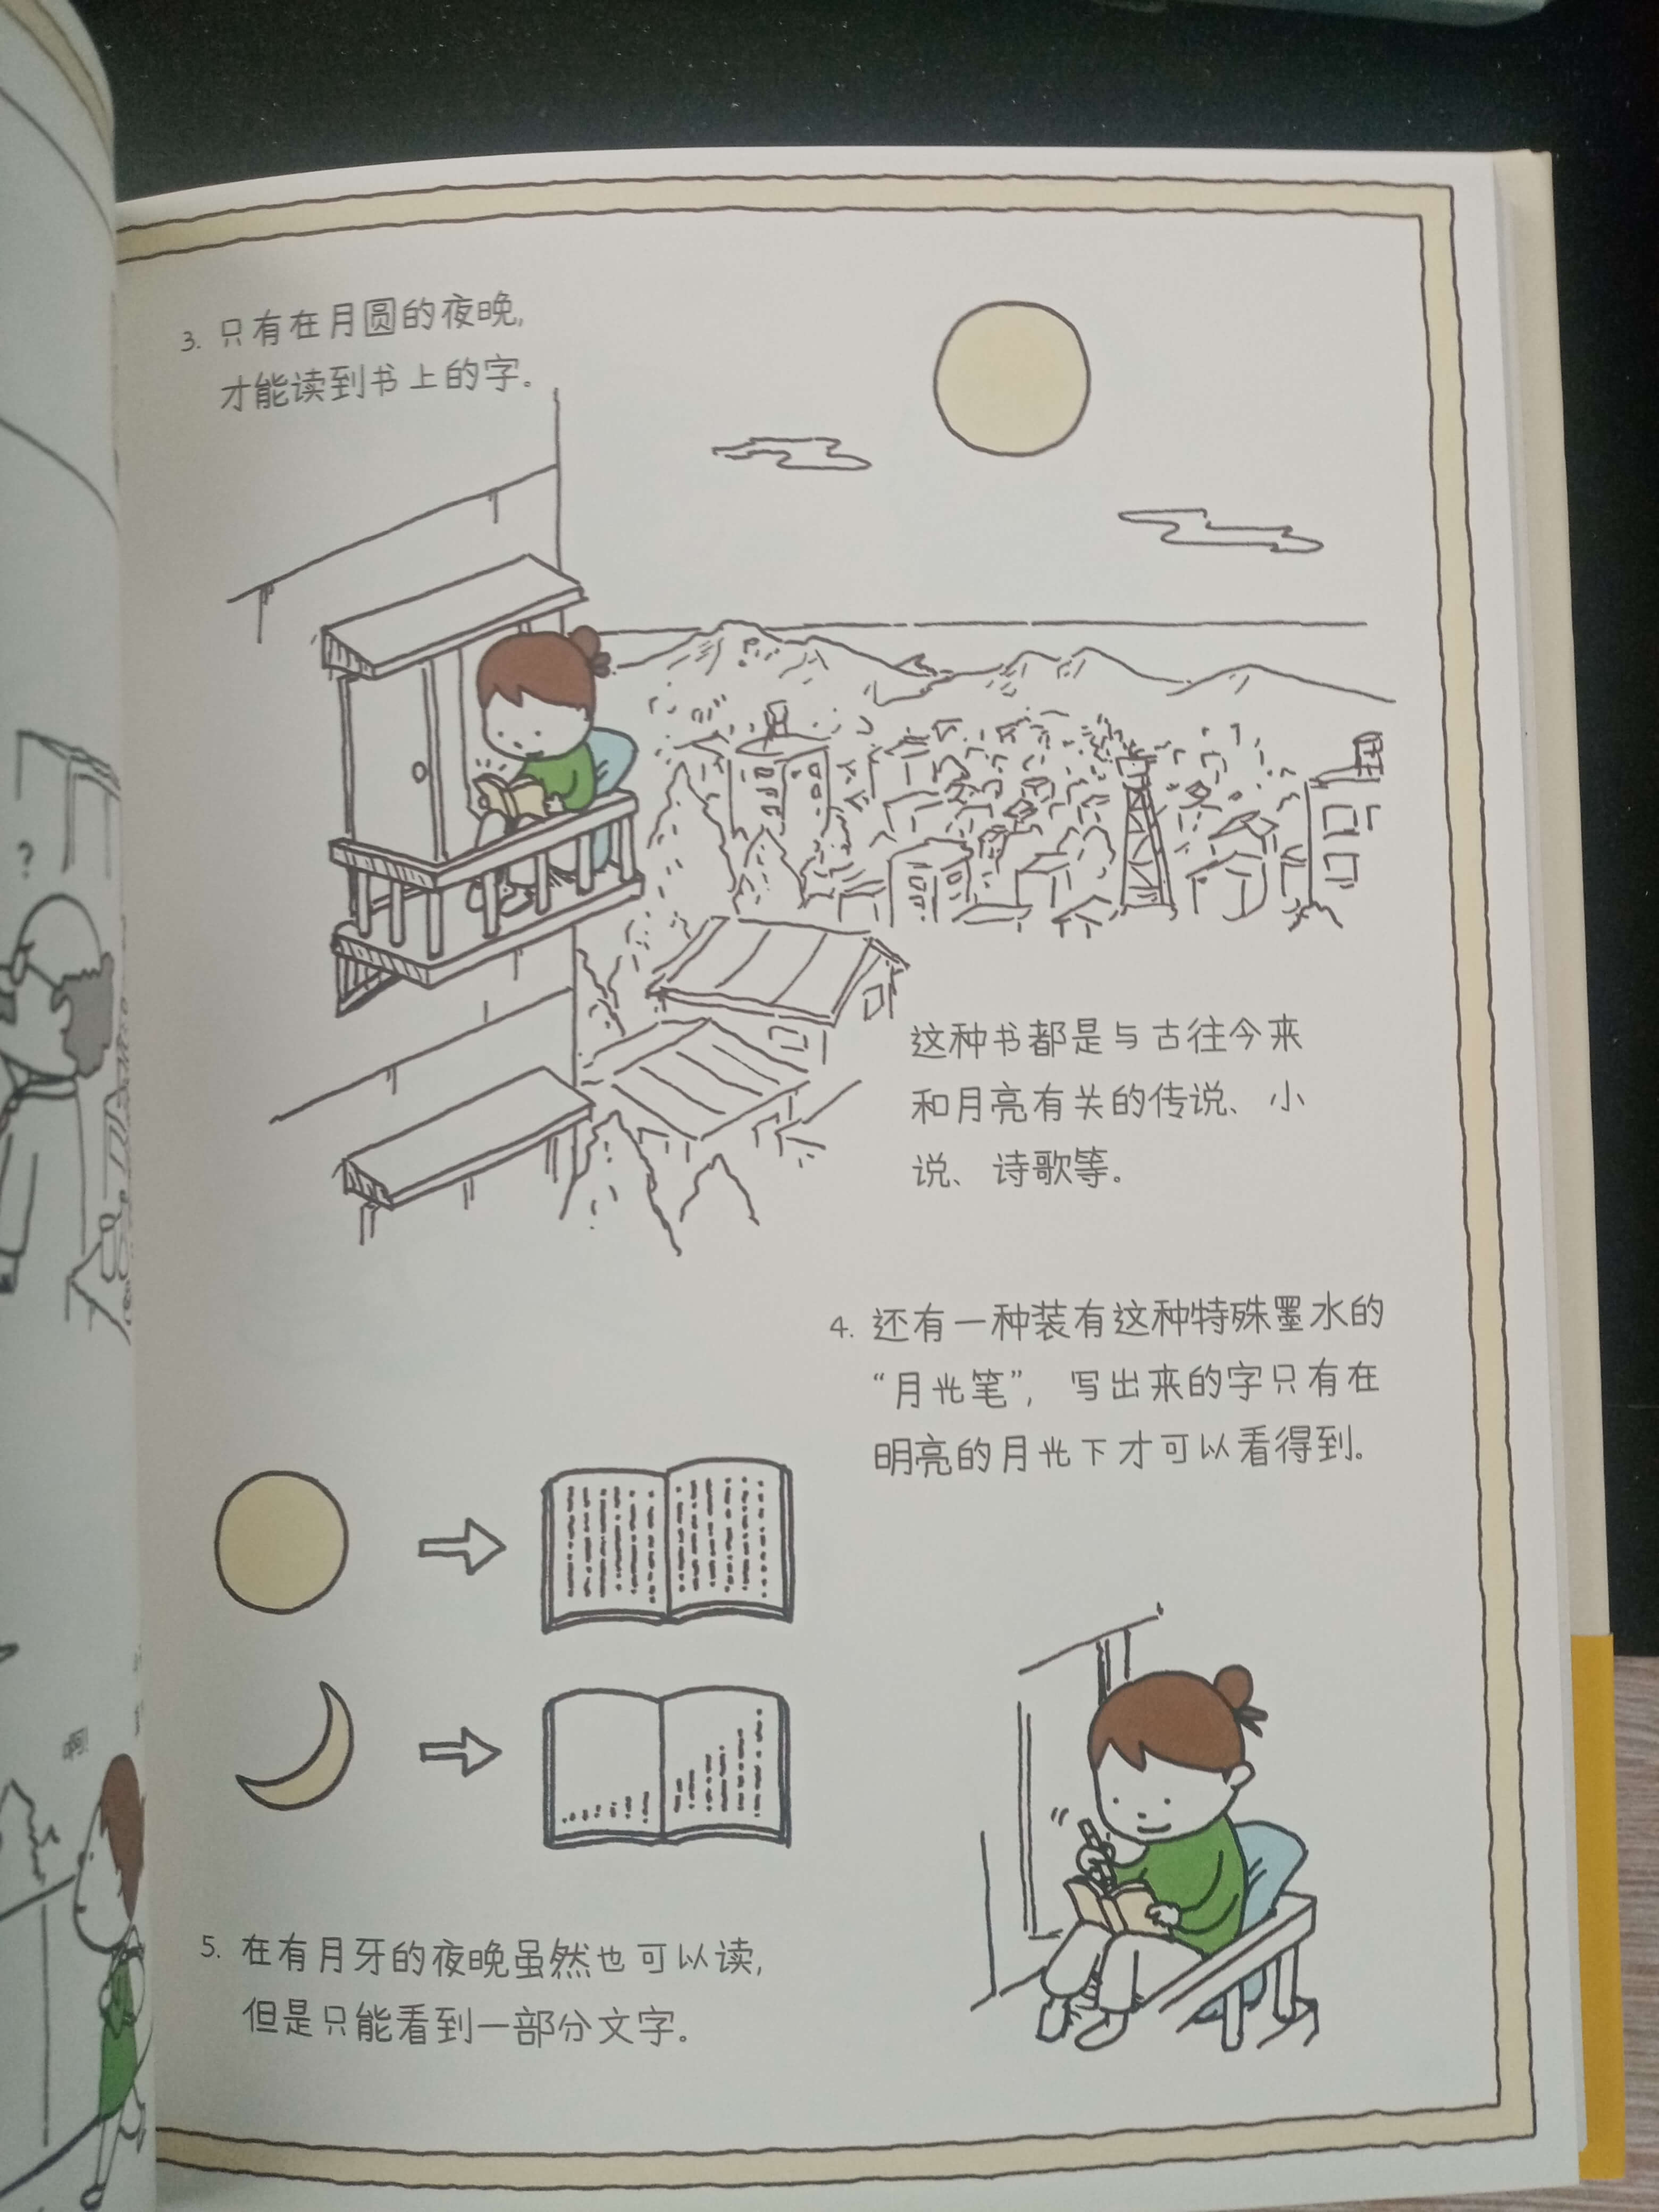 3. 只有在月圆的夜晚,
才能读到书上的字。
这种书都是与古往今来
和月亮有关的传说、小
说、诗歌等。
4. 还有一种装有这种特殊墨水的
“月光笔”, 写出来的字只有在
明亮的月光下才可以看得到。
5. 在有月牙的夜晚虽然也可以读,
但是只能看到一部分文字。
?
啊!